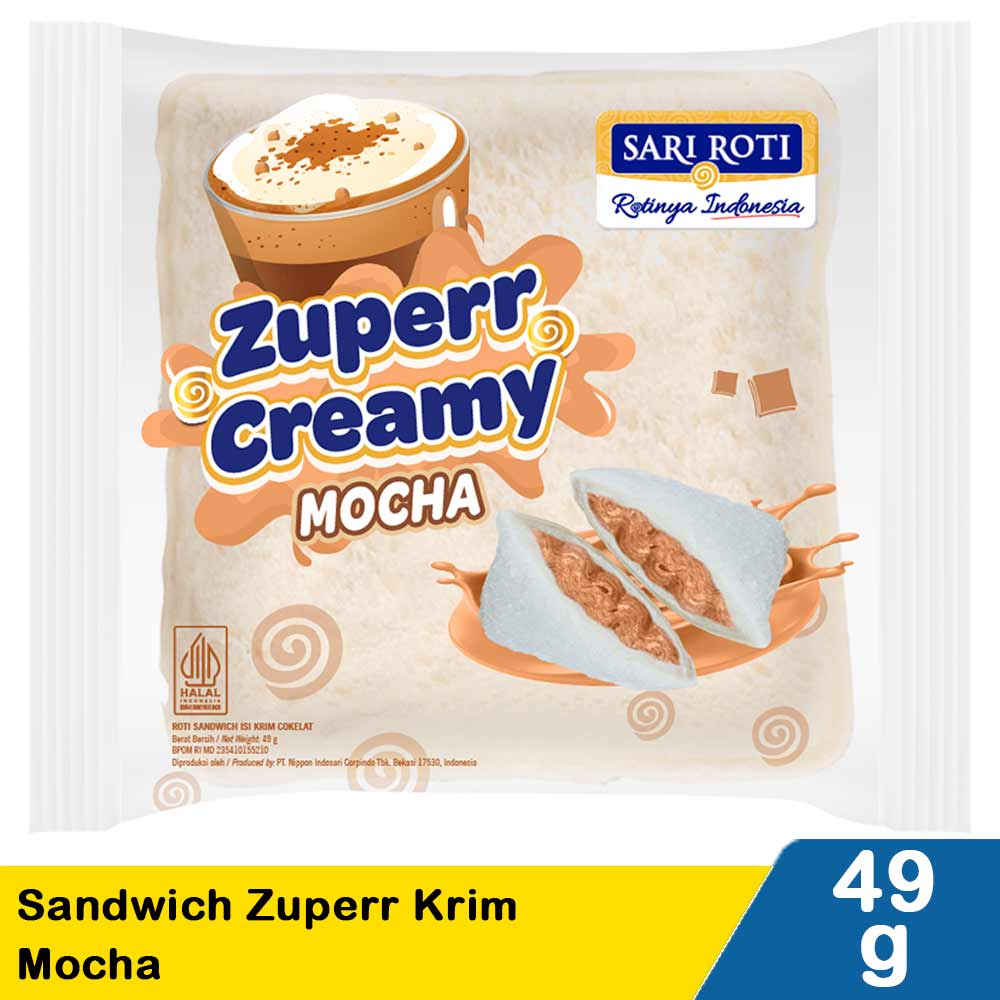 SARI ROTI
Rotinya Indonesia
Zuperr
Creamy
MOCHA
HALAL
INDONESIA
ROTI SANDWICH ISI KRIM COKELAT
Berat Bersih / Net Weight: 49 g
BPOM RI MD 235410155210
Diproduksi oleh / Produced by: PT. Nippon Indosari Corpindo Tbk. Bekasi 17530, Indonesia
Sandwich Zuperr Krim
Mocha
49
g